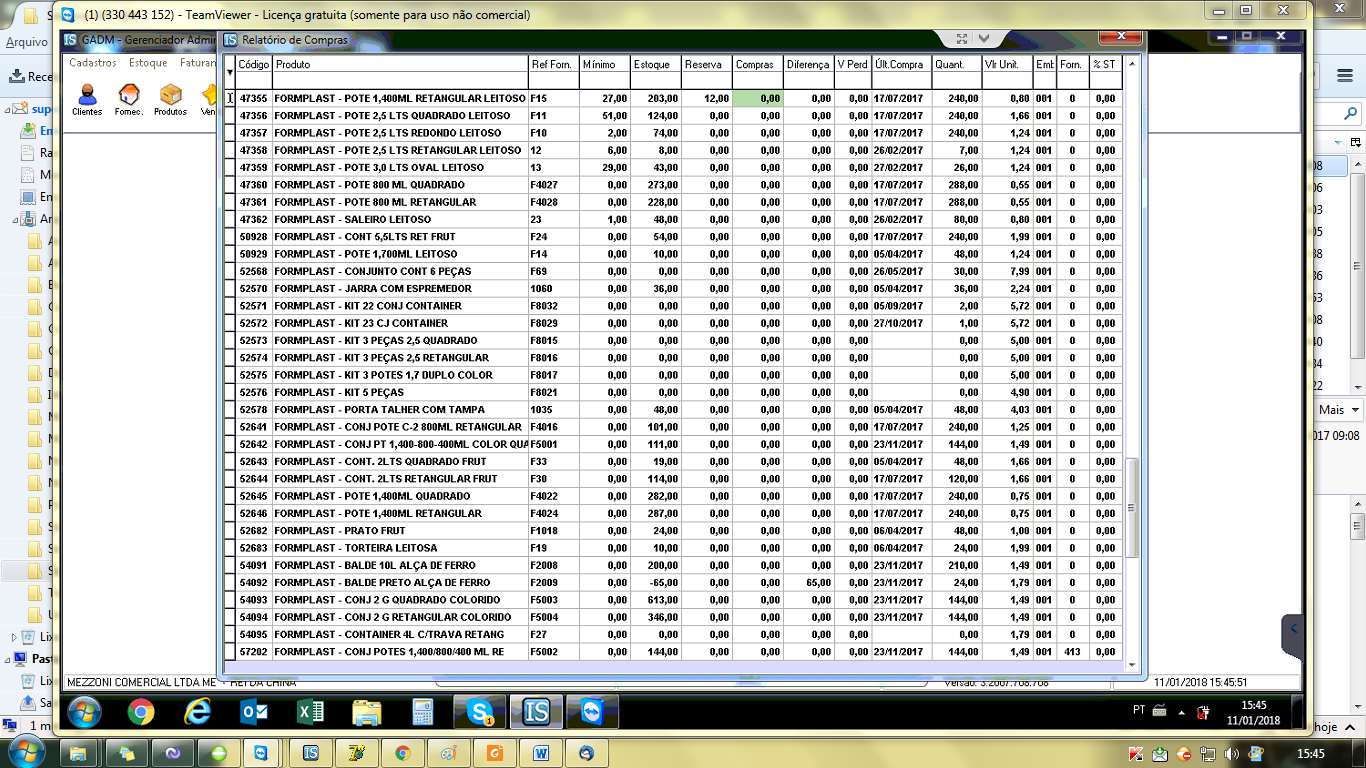 (1) (330 443 152) - TeamViewer - Licença gratuita (somente para uso não comercial)
Arquivo
GADM - Gerenciador Admin
Relatório de Compras
Cadastros Estoque Faturan
Rece
Clientes Fornec. Produtos Ven
Código Produto Ref Forn. Mínimo Estoque Reserva Compras Diferença V Perd Últ.Compra Quant. Vlr Unit. Emb Forn. % ST
47355 FORMPLAST - POTE 1,400ML RETANGULAR LEITOSO F15 27,00 203,00 12,00 0,00 0,00 0,00 17/07/2017 240,00 0,80 001 0 0,00
47356 FORMPLAST - POTE 2,5 LTS QUADRADO LEITOSO F11 51,00 124,00 0,00 0,00 0,00 0,00 17/07/2017 240,00 1,66 001 0 0,00
47357 FORMPLAST - POTE 2,5 LTS REDONDO LEITOSO F10 2,00 74,00 0,00 0,00 0,00 0,00 17/07/2017 240,00 1,24 001 0 0,00
47358 FORMPLAST - POTE 2,5 LTS RETANGULAR LEITOSO 12 6,00 8,00 0,00 0,00 0,00 0,00 26/02/2017 7,00 1,24 001 0 0,00
47359 FORMPLAST - POTE 3,0 LTS OVAL LEITOSO 13 29,00 43,00 0,00 0,00 0,00 0,00 27/02/2017 26,00 1,24 001 0 0,00
47360 FORMPLAST - POTE 800 ML QUADRADO F4027 0,00 273,00 0,00 0,00 0,00 0,00 17/07/2017 288,00 0,55 001 0 0,00
47361 FORMPLAST - POTE 800 ML RETANGULAR F4028 0,00 228,00 0,00 0,00 0,00 0,00 17/07/2017 288,00 0,55 001 0 0,00
47362 FORMPLAST - SALEIRO LEITOSO 23 1,00 48,00 0,00 0,00 0,00 0,00 26/02/2017 80,00 0,80 001 0 0,00
50928 FORMPLAST - CONT 5,5LTS RET FRUT F24 0,00 54,00 0,00 0,00 0,00 0,00 17/07/2017 240,00 1,99 001 0 0,00
50929 FORMPLAST - POTE 1,700ML LEITOSO F14 0,00 10,00 0,00 0,00 0,00 0,00 05/04/2017 48,00 1,24 001 0 0,00
52568 FORMPLAST - CONJUNTO CONT 6 PEÇAS F69 0,00 0,00 0,00 0,00 0,00 0,00 26/05/2017 30,00 7,99 001 0 0,00
52570 FORMPLAST - JARRA COM ESPREMEDOR 1060 0,00 36,00 0,00 0,00 0,00 0,00 05/04/2017 36,00 2,24 001 0 0,00
52571 FORMPLAST - KIT 22 CONJ CONTAINER F8032 0,00 0,00 0,00 0,00 0,00 0,00 05/09/2017 2,00 5,72 001 0 0,00
52572 FORMPLAST - KIT 23 CJ CONTAINER F8029 0,00 0,00 0,00 0,00 0,00 0,00 27/10/2017 1,00 5,72 001 0 0,00
52573 FORMPLAST - KIT 3 PEÇAS 2,5 QUADRADO F8015 0,00 0,00 0,00 0,00 0,00 0,00 0,00 5,00 001 0 0,00
52574 FORMPLAST - KIT 3 PEÇAS 2,5 RETANGULAR F8016 0,00 0,00 0,00 0,00 0,00 0,00 0,00 5,00 001 0 0,00
52575 FORMPLAST - KIT 3 POTES 1,7 DUPLO COLOR F8017 0,00 0,00 0,00 0,00 0,00 0,00 0,00 5,00 001 0 0,00
52576 FORMPLAST - KIT 5 PEÇAS F8021 0,00 0,00 0,00 0,00 0,00 0,00 0,00 4,90 001 0 0,00
52578 FORMPLAST - PORTA TALHER COM TAMPA 1035 0,00 48,00 0,00 0,00 0,00 0,00 05/04/2017 48,00 4,03 001 0 0,00
52641 FORMPLAST - CONJ POTE C-2 800ML RETANGULAR F4016 0,00 101,00 0,00 0,00 0,00 0,00 17/07/2017 240,00 1,25 001 0 0,00
52642 FORMPLAST - CONJ PT 1,400-800-400ML COLOR QUA F5001 0,00 111,00 0,00 0,00 0,00 0,00 23/11/2017 144,00 1,49 001 0 0,00
52643 FORMPLAST - CONT. 2LTS QUADRADO FRUT F33 0,00 19,00 0,00 0,00 0,00 0,00 05/04/2017 48,00 1,66 001 0 0,00
52644 FORMPLAST - CONT. 2LTS RETANGULAR FRUT F30 0,00 114,00 0,00 0,00 0,00 0,00 17/07/2017 120,00 1,66 001 0 0,00
52645 FORMPLAST - POTE 1,400ML QUADRADO F4022 0,00 282,00 0,00 0,00 0,00 0,00 17/07/2017 240,00 0,75 001 0 0,00
52646 FORMPLAST - POTE 1,400ML RETANGULAR F4024 0,00 287,00 0,00 0,00 0,00 0,00 17/07/2017 240,00 0,75 001 0 0,00
52682 FORMPLAST - PRATO FRUT F1018 0,00 24,00 0,00 0,00 0,00 0,00 06/04/2017 48,00 1,00 001 0 0,00
52683 FORMPLAST - TORTEIRA LEITOSA F19 0,00 10,00 0,00 0,00 0,00 0,00 06/04/2017 24,00 1,99 001 0 0,00
54091 FORMPLAST - BALDE 10L ALÇA DE FERRO F2008 0,00 200,00 0,00 0,00 0,00 0,00 23/11/2017 210,00 1,49 001 0 0,00
54092 FORMPLAST - BALDE PRETO ALÇA DE FERRO F2009 0,00 -65,00 0,00 0,00 65,00 0,00 23/11/2017 24,00 1,79 001 0 0,00
54093 FORMPLAST - CONJ 2 G QUADRADO COLORIDO F5003 0,00 613,00 0,00 0,00 0,00 0,00 23/11/2017 144,00 1,49 001 0 0,00
54094 FORMPLAST - CONJ 2 G RETANGULAR COLORIDO F5004 0,00 346,00 0,00 0,00 0,00 0,00 23/11/2017 144,00 1,49 001 0 0,00
54095 FORMPLAST - CONTAINER 4L C/TRAVA RETANG F27 0,00 0,00 0,00 0,00 0,00 0,00 0,00 1,79 001 0 0,00
57202 FORMPLAST - CONJ POTES 1,400/800/400 ML RE F5002 0,00 144,00 0,00 0,00 0,00 0,00 23/11/2017 144,00 1,49 001 413 0,00
Mais
017 09:08
MEZZONI COMERCIAL LTDA ME - REI DA CHINA
Versão: 3.2007.708.768
11/01/2018 15:45:51
PT
15:45
11/01/2018
hoje
15:45